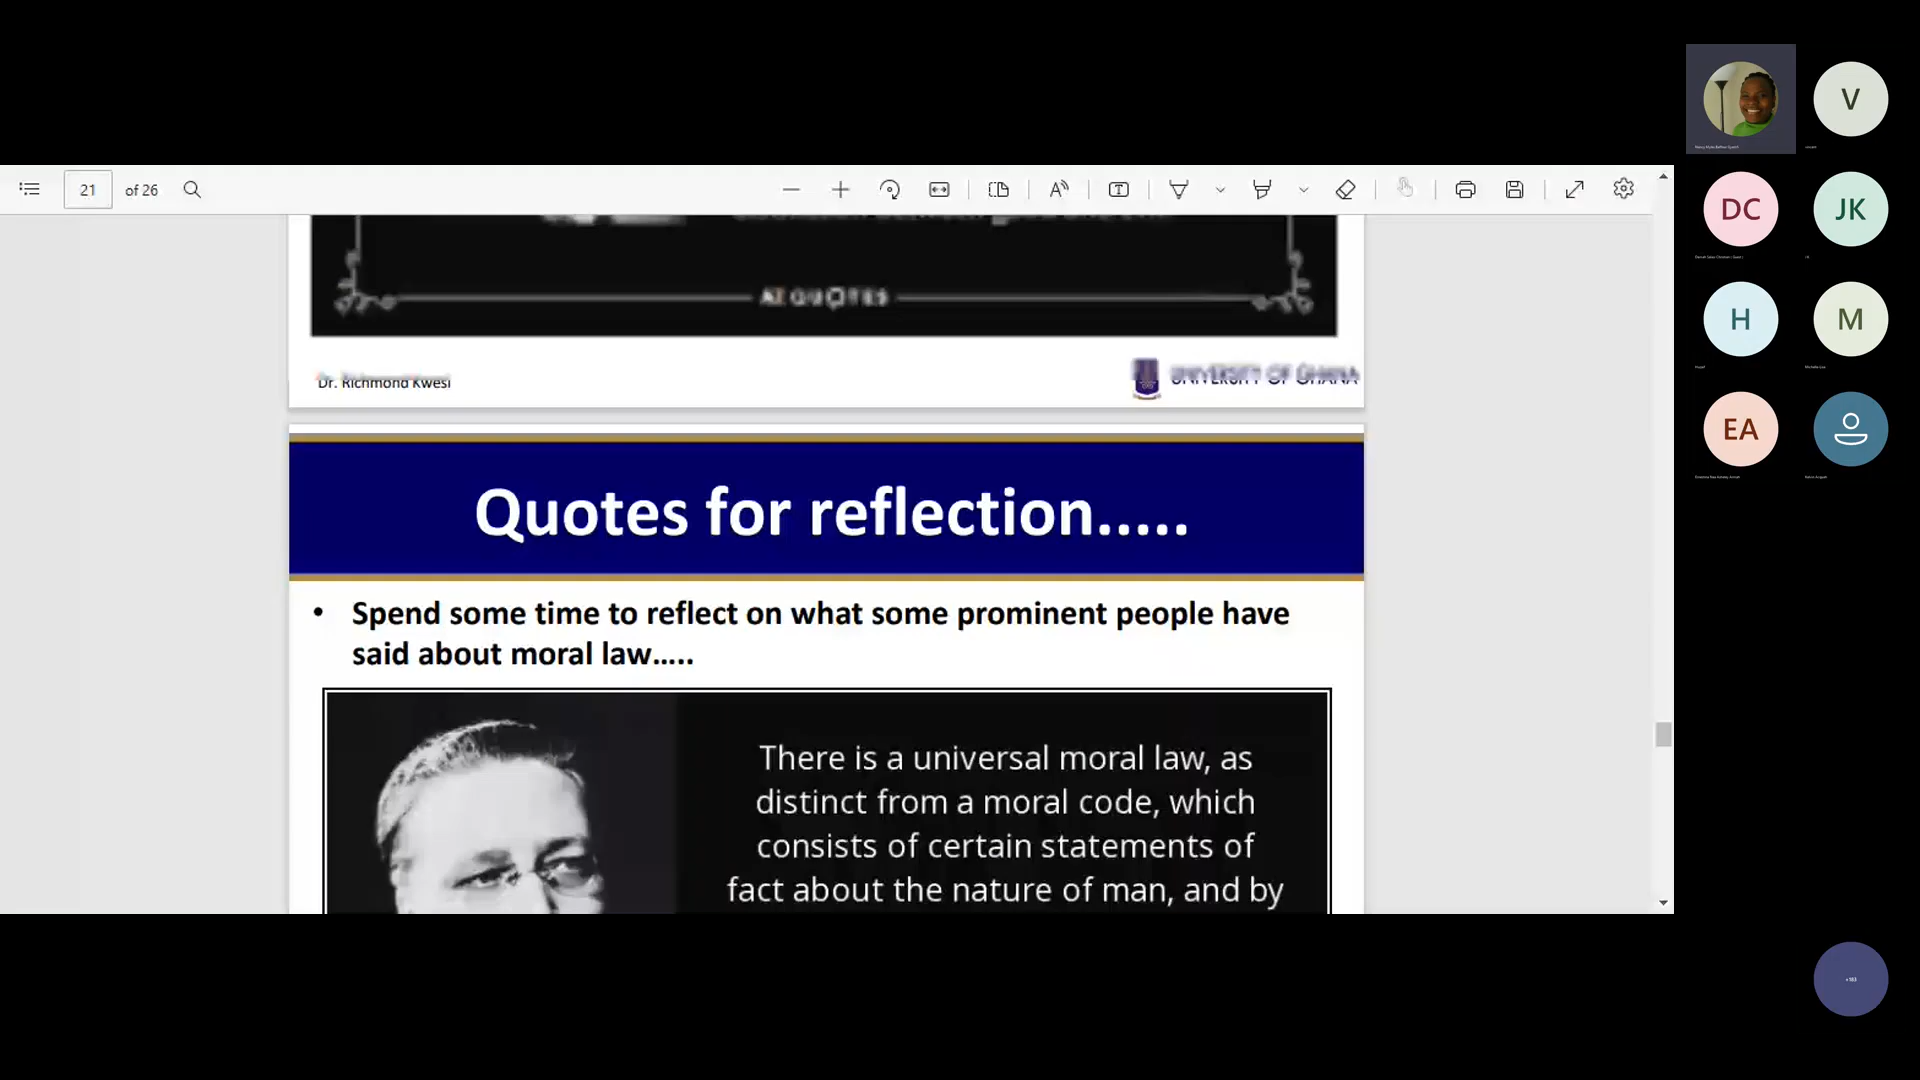 21 of 26
AZ QUOTES
Dr. Richmond Kwesi
UNIVERSITY OF GHANA
Quotes for reflection.....
• Spend some time to reflect on what some prominent people have
said about moral law…..
There is a universal moral law, as
distinct from a moral code, which
consists of certain statements of
fact about the nature of man, and by
V
DC
JK
H
M
EA